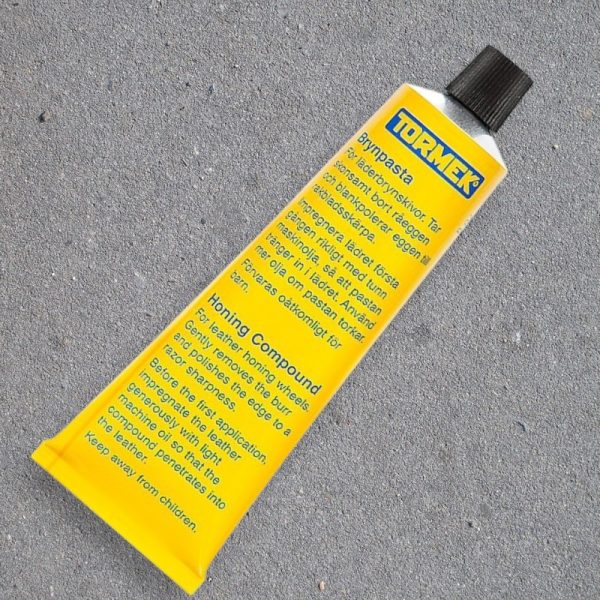 TORMEK
Brynpasta
För läderbrynskivor. Tar
skonsamt bort råeggen
och blankpolerar eggen till
rakbladsskärpa.
Impregnera lädret första
gången rikligt med tunn
maskinolja, så att pastan
tränger in i lädret. Använd
mer olja om pastan torkar.
Förvaras oåtkomligt för
barn.
Honing Compound
For leather honing wheels.
Gently removes the burr
and polishes the edge to a
razor sharpness.
Before the first application,
impregnate the leather
generously with light
machine oil so that the
compound penetrates into
the leather.
Keep away from children.